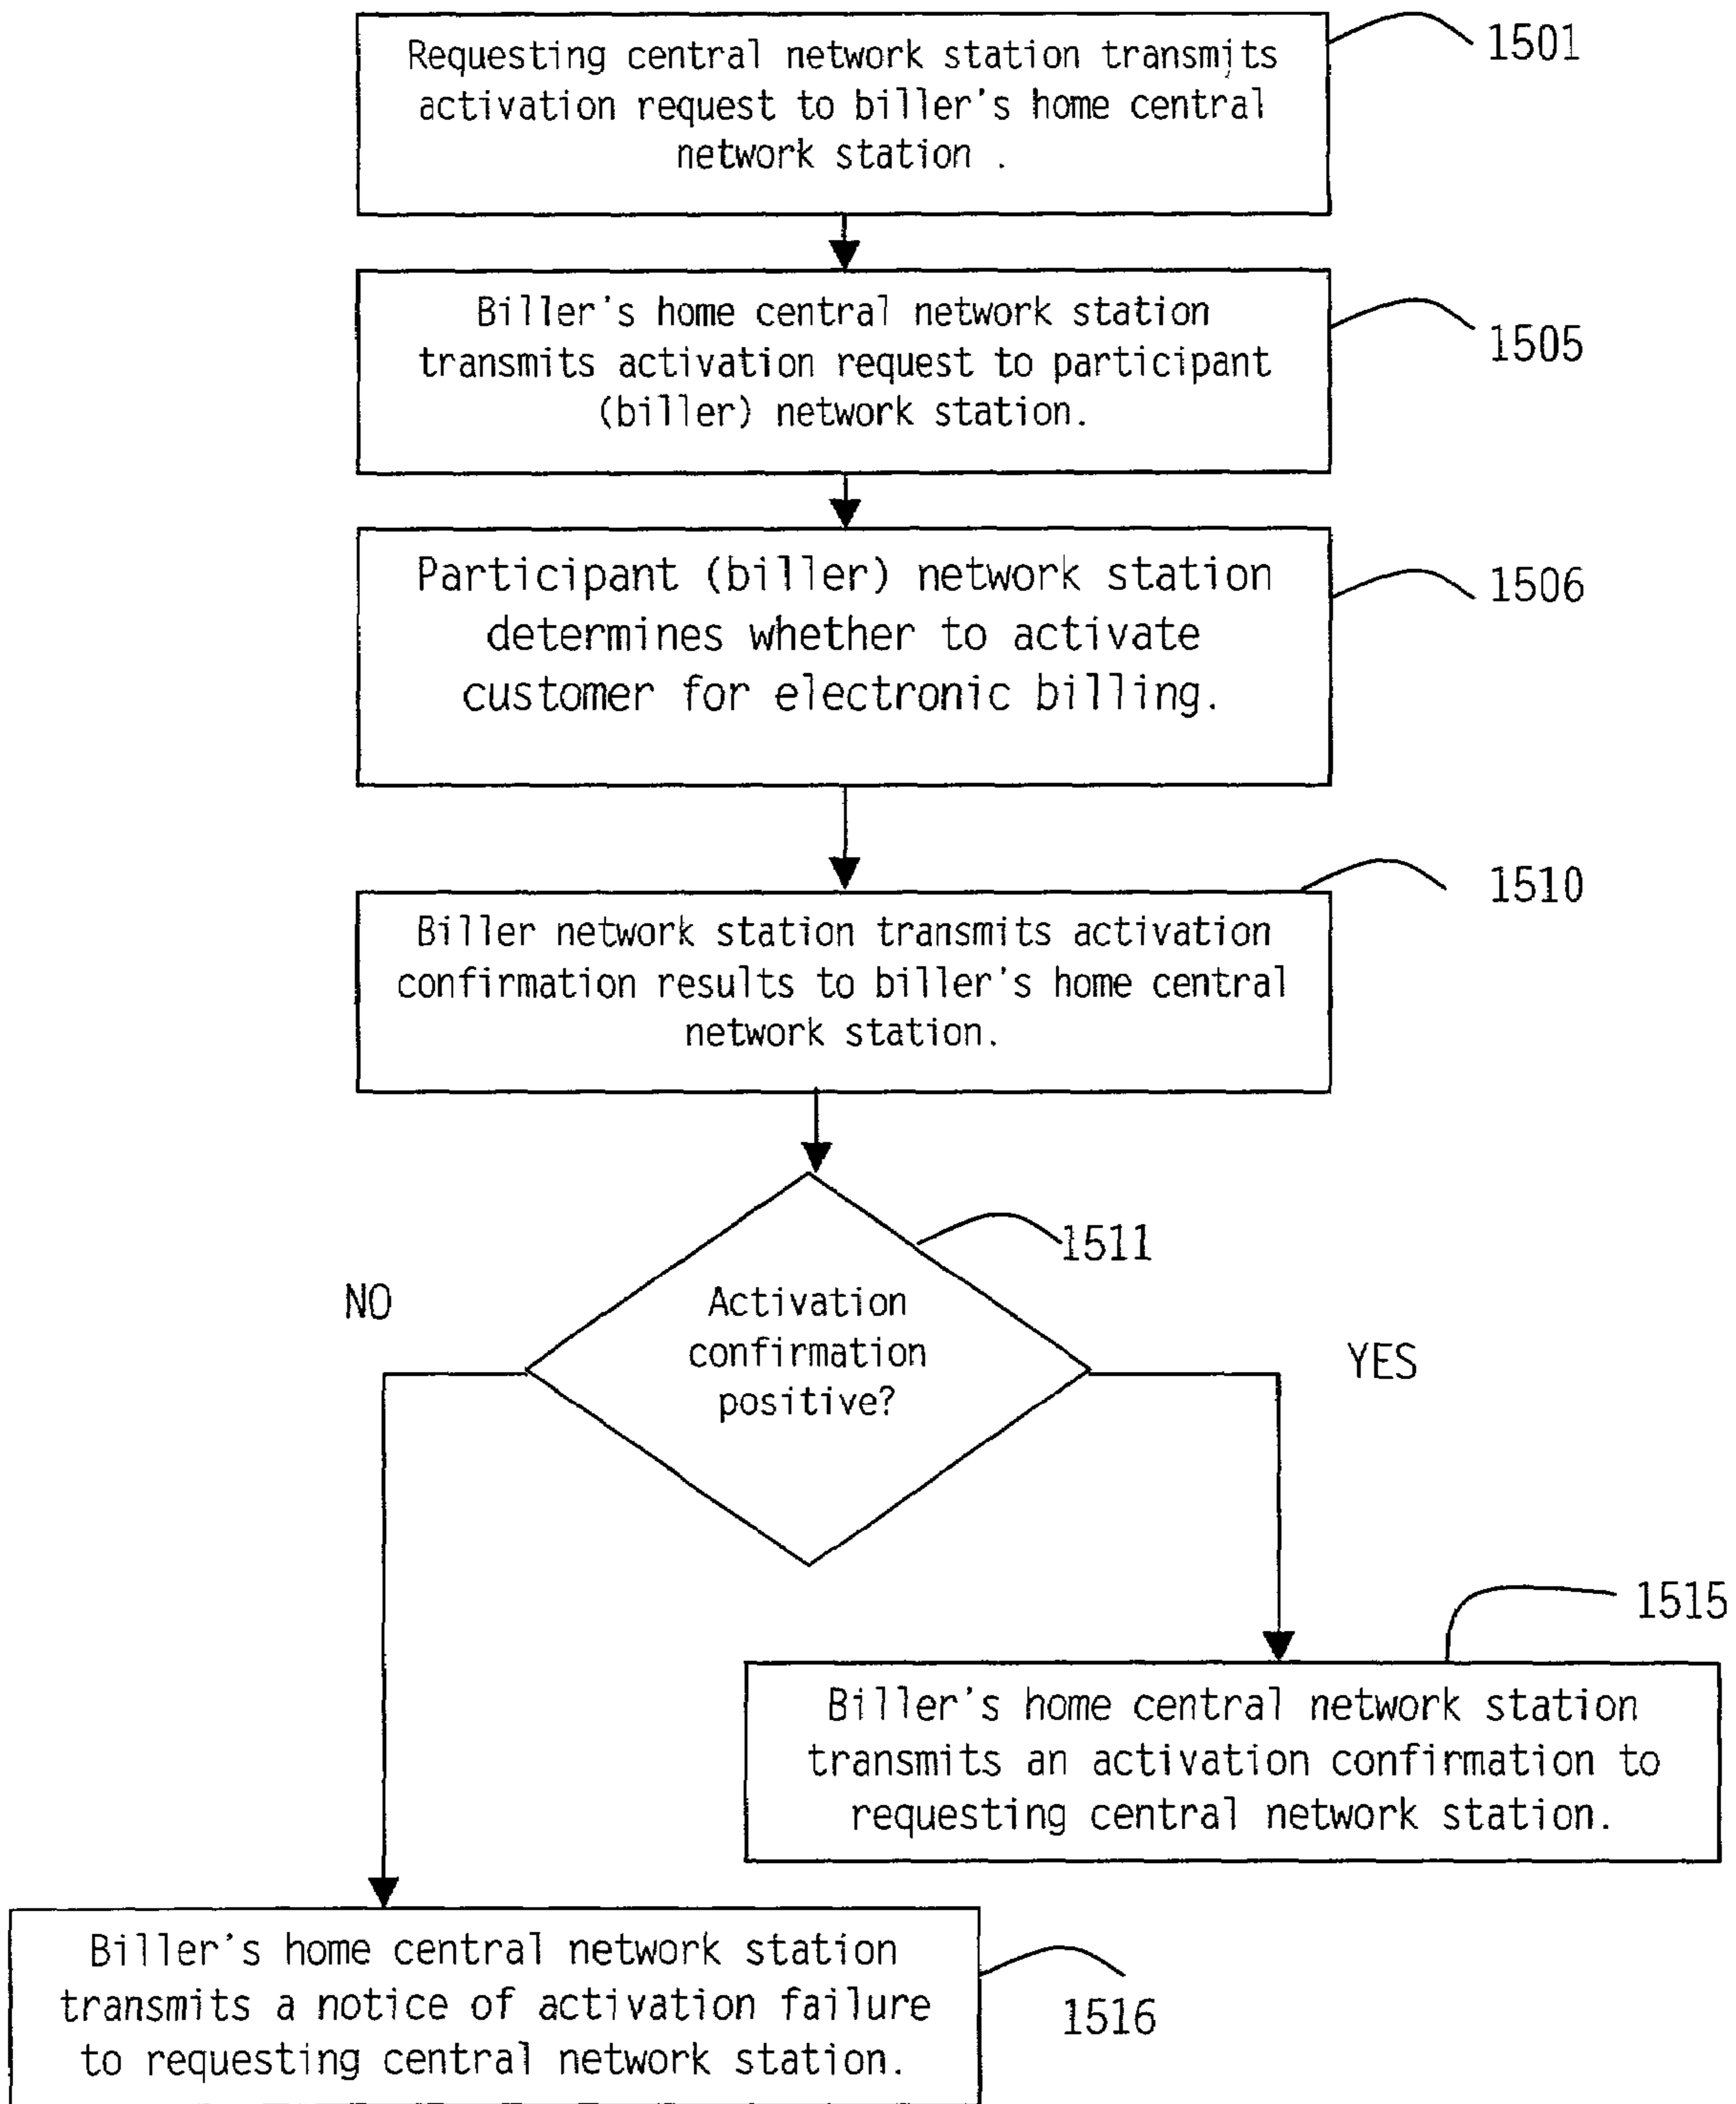 Requesting central network station transmits
activation request to biller's home central
network station .
1501
Biller's home central network station
transmits activation request to participant
(biller) network station.
1505
Participant (biller) network station
determines whether to activate
customer for electronic billing.
1506
Biller network station transmits activation
confirmation results to biller's home central
network station.
1510
Activation
confirmation
positive?
1511
NO
YES
Biller's home central network station
transmits an activation confirmation to
requesting central network station.
1515
Biller's home central network station
transmits a notice of activation failure
to requesting central network station.
1516